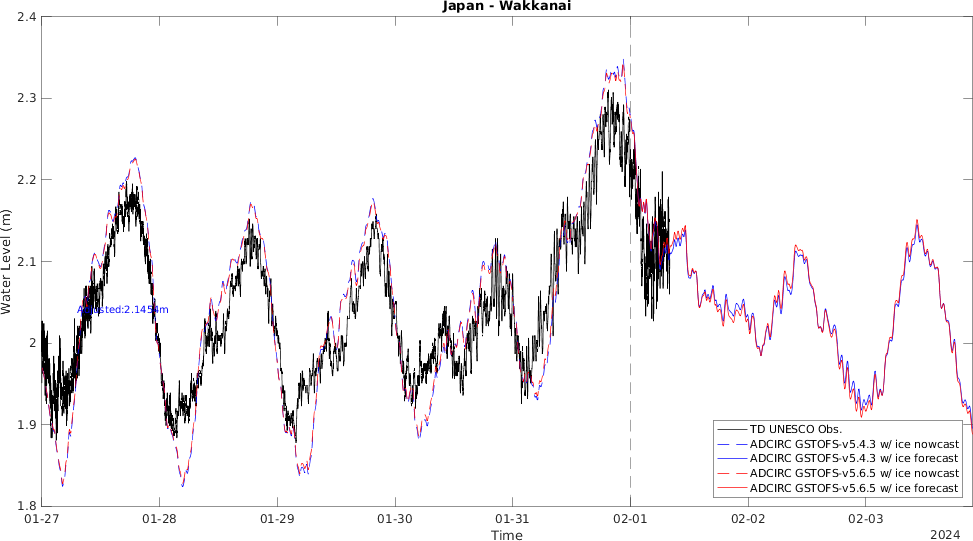 Japan - Wakkanai
2.4
2.3
2.2
2.1
2
1.9
1.8
Water Level (m)
Adjusted:2.1454m
TD UNESCO Obs.
ADCIRC GSTOFS-v5.4.3 w/ ice nowcast
ADCIRC GSTOFS-v5.4.3 w/ ice forecast
ADCIRC GSTOFS-v5.6.5 w/ ice nowcast
ADCIRC GSTOFS-v5.6.5 w/ ice forecast
01-27 01-28 01-29 01-30 01-31 02-01 02-02 02-03
Time
2024